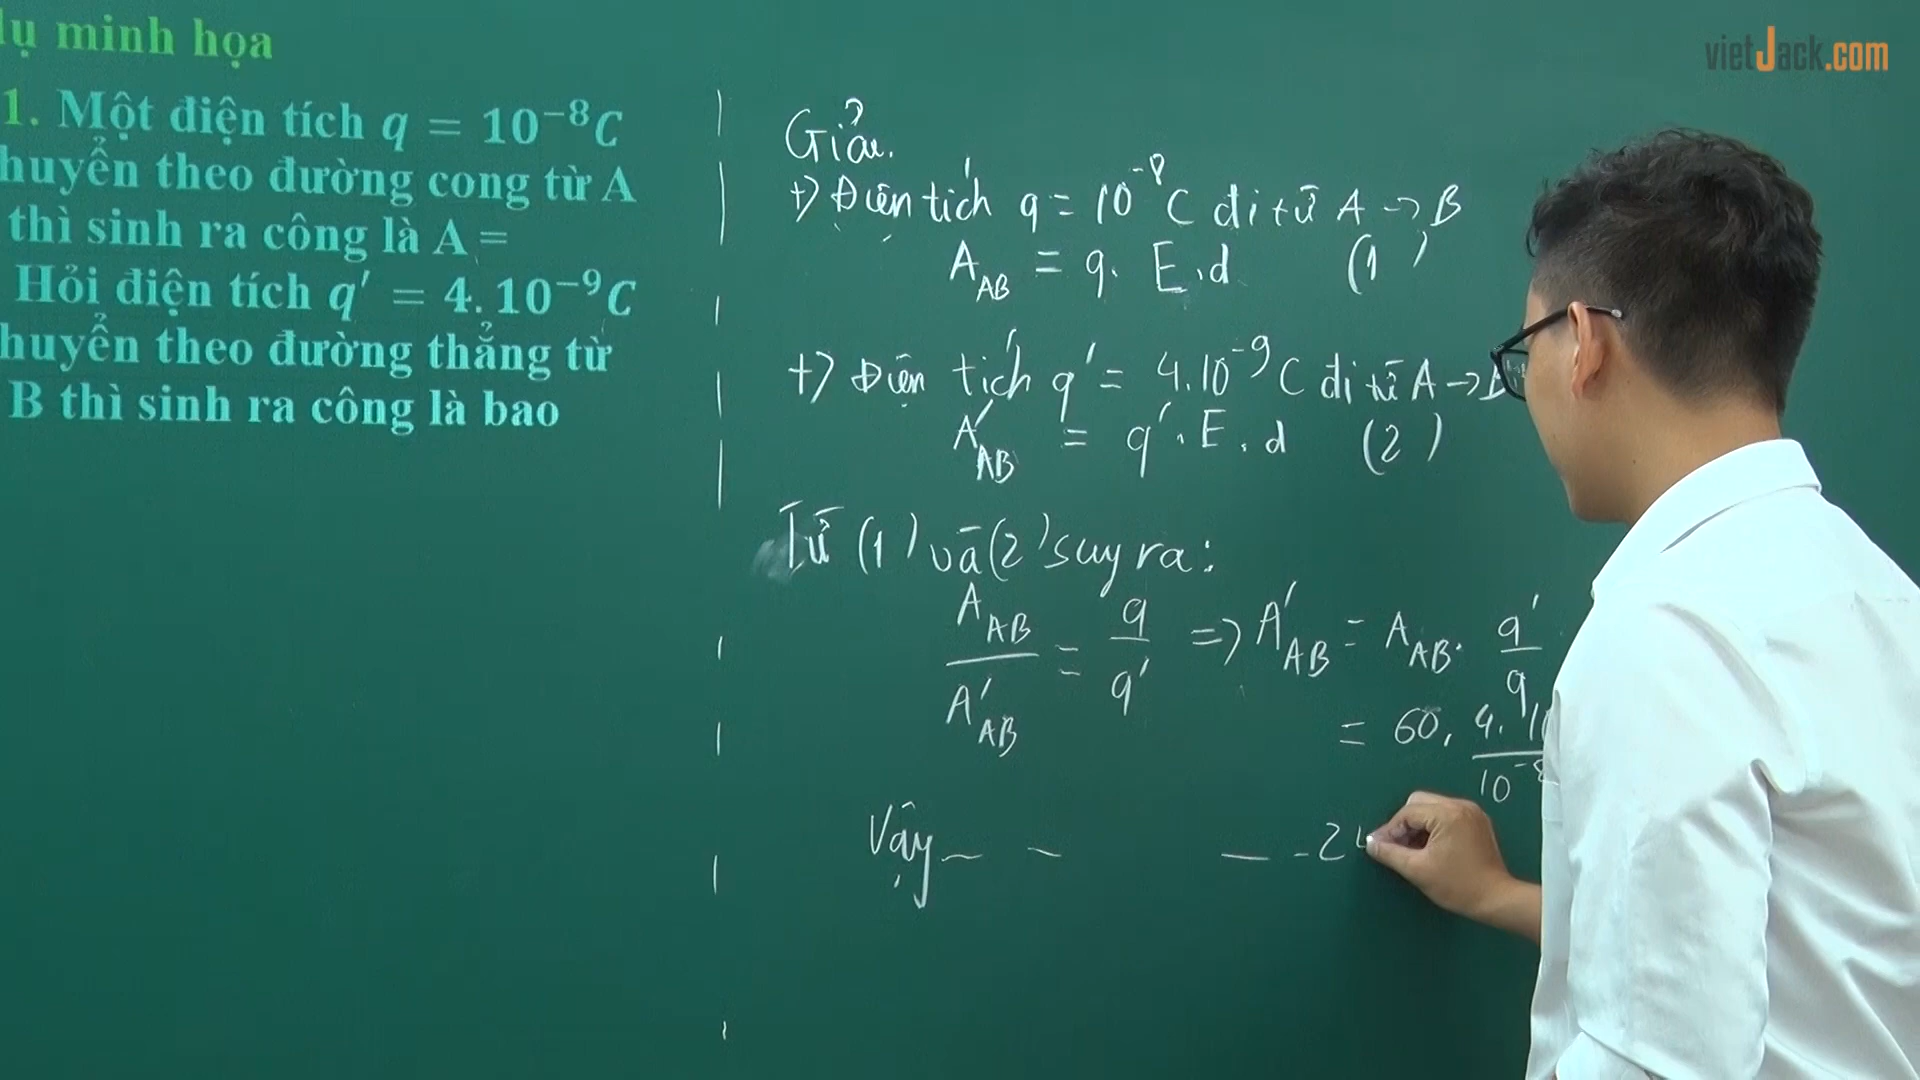 dụ minh họa
1. Một điện tích q = 10⁻⁸C
huyển theo đường cong từ A
thì sinh ra công là A =
Hỏi điện tích q′ = 4. 10⁻⁹C
huyển theo đường thẳng từ
B thì sinh ra công là bao
vietJack.com
Giải.
+) Điện tích q = 10⁻⁸ C đi từ A → B
A_AB = q. E.d (1)
+) Điện tích q' = 4.10⁻⁹ C đi từ A → B
A'_AB = q'. E. d (2)
Từ (1) và (2) suy ra:
A_AB / A'_AB = q / q' => A'_AB = A_AB. q' / q
= 60. 4. 10 / 10⁻⁸
Vậy 24